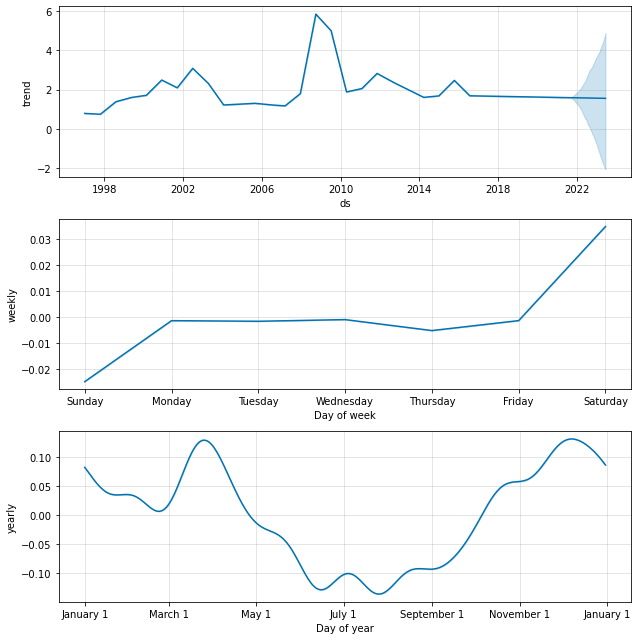 6
4
2
0
−2
trend
1998 2002 2006 2010 2014 2018 2022
ds
0.03
0.02
0.01
0.00
−0.01
−0.02
weekly
Sunday Monday Tuesday Wednesday Thursday Friday Saturday
Day of week
0.10
0.05
0.00
−0.05
−0.10
yearly
January 1 March 1 May 1 July 1 September 1 November 1 January 1
Day of year